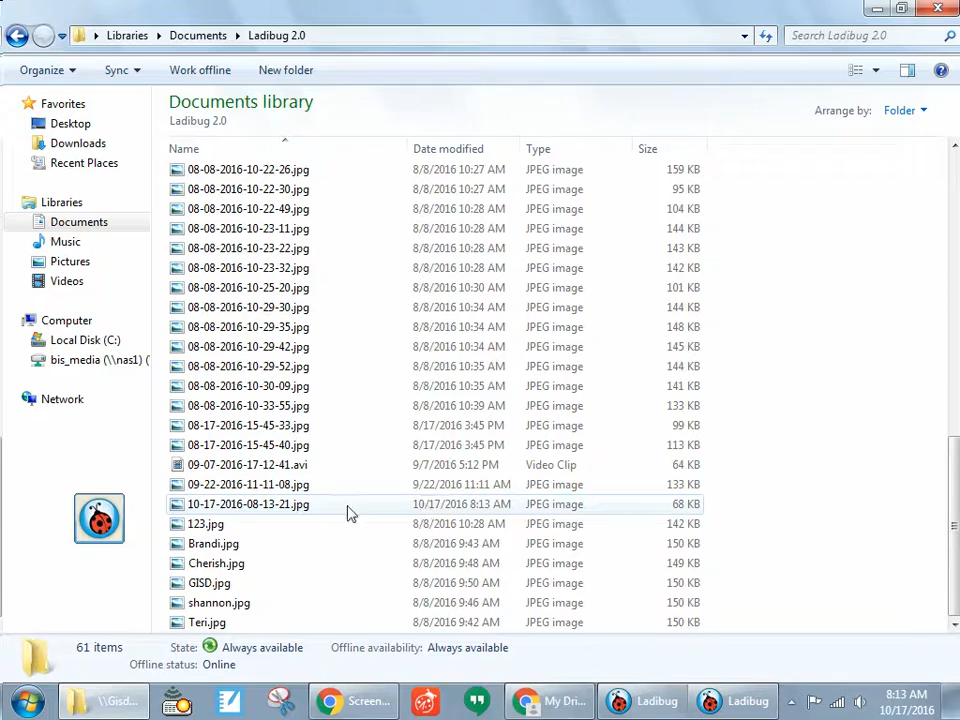 Libraries Documents Ladibug 2.0 Search Ladibug 2.0
Organize Sync Work offline New folder
Favorites
Desktop
Downloads
Recent Places
Libraries
Documents
Music
Pictures
Videos
Computer
Local Disk (C:)
bis_media (\\nas1) (
Network
Documents library
Ladibug 2.0
Arrange by: Folder
Name Date modified Type Size
08-08-2016-10-22-26.jpg 8/8/2016 10:27 AM JPEG image 159 KB
08-08-2016-10-22-30.jpg 8/8/2016 10:27 AM JPEG image 95 KB
08-08-2016-10-22-49.jpg 8/8/2016 10:28 AM JPEG image 104 KB
08-08-2016-10-23-11.jpg 8/8/2016 10:28 AM JPEG image 144 KB
08-08-2016-10-23-22.jpg 8/8/2016 10:28 AM JPEG image 143 KB
08-08-2016-10-23-32.jpg 8/8/2016 10:28 AM JPEG image 142 KB
08-08-2016-10-25-20.jpg 8/8/2016 10:30 AM JPEG image 101 KB
08-08-2016-10-29-30.jpg 8/8/2016 10:34 AM JPEG image 144 KB
08-08-2016-10-29-35.jpg 8/8/2016 10:34 AM JPEG image 148 KB
08-08-2016-10-29-42.jpg 8/8/2016 10:34 AM JPEG image 145 KB
08-08-2016-10-29-52.jpg 8/8/2016 10:35 AM JPEG image 144 KB
08-08-2016-10-30-09.jpg 8/8/2016 10:35 AM JPEG image 141 KB
08-08-2016-10-33-55.jpg 8/8/2016 10:39 AM JPEG image 133 KB
08-17-2016-15-45-33.jpg 8/17/2016 3:45 PM JPEG image 99 KB
08-17-2016-15-45-40.jpg 8/17/2016 3:45 PM JPEG image 113 KB
09-07-2016-17-12-41.avi 9/7/2016 5:12 PM Video Clip 64 KB
09-22-2016-11-11-08.jpg 9/22/2016 11:11 AM JPEG image 133 KB
10-17-2016-08-13-21.jpg 10/17/2016 8:13 AM JPEG image 68 KB
123.jpg 8/8/2016 10:28 AM JPEG image 142 KB
Brandi.jpg 8/8/2016 9:43 AM JPEG image 150 KB
Cherish.jpg 8/8/2016 9:48 AM JPEG image 149 KB
GISD.jpg 8/8/2016 9:50 AM JPEG image 150 KB
shannon.jpg 8/8/2016 9:46 AM JPEG image 150 KB
Teri.jpg 8/8/2016 9:42 AM JPEG image 150 KB
61 items State: Always available Offline availability: Always available
Offline status: Online
\\Gisd... Screen... My Dri... Ladibug Ladibug 8:13 AM
10/17/2016